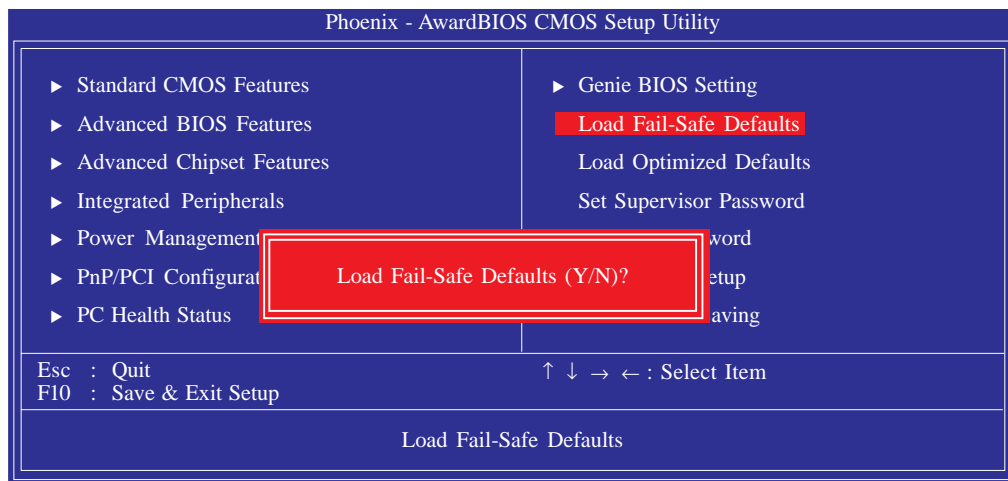 Phoenix - AwardBIOS CMOS Setup Utility
▶ Standard CMOS Features
▶ Advanced BIOS Features
▶ Advanced Chipset Features
▶ Integrated Peripherals
▶ Power Management
▶ PnP/PCI Configurat
▶ PC Health Status
▶ Genie BIOS Setting
Load Fail-Safe Defaults
Load Optimized Defaults
Set Supervisor Password
word
etup
aving
Load Fail-Safe Defaults (Y/N)?
Esc : Quit
F10 : Save & Exit Setup
↑ ↓ → ← : Select Item
Load Fail-Safe Defaults